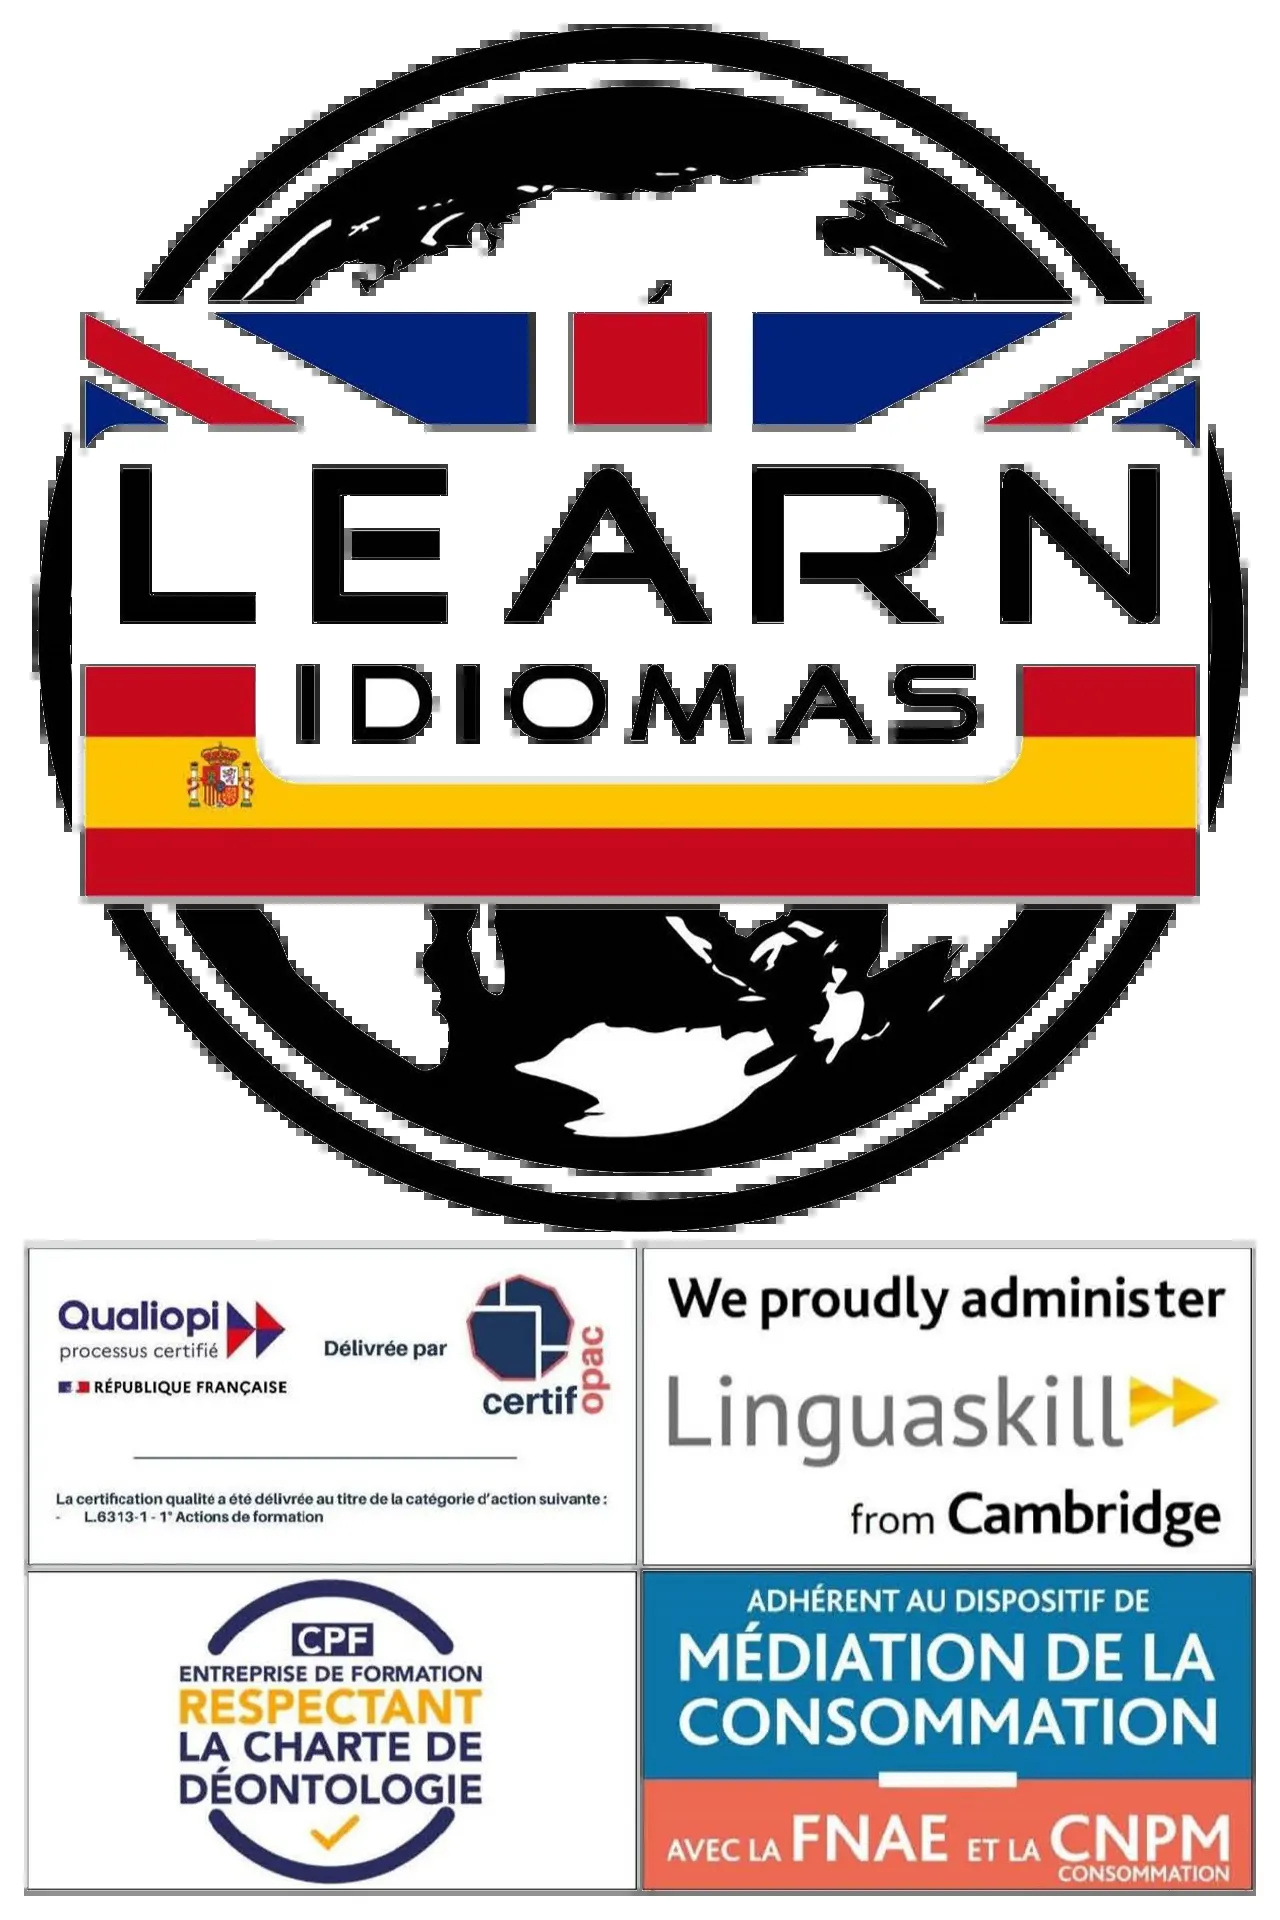 LEARN
IDIOMAS
Qualiopi
processus certifié
RÉPUBLIQUE FRANÇAISE
Délivrée par
certif
opac
La certification qualité a été délivrée au titre de la catégorie d'action suivante :
- L.6313-1 - 1° Actions de formation
We proudly administer
Linguaskill
from Cambridge
CPF
ENTREPRISE DE FORMATION
RESPECTANT
LA CHARTE DE
DÉONTOLOGIE
ADHÉRENT AU DISPOSITIF DE
MÉDIATION DE LA
CONSOMMATION
AVEC LA FNAE ET LA CNPM
CONSOMMATION